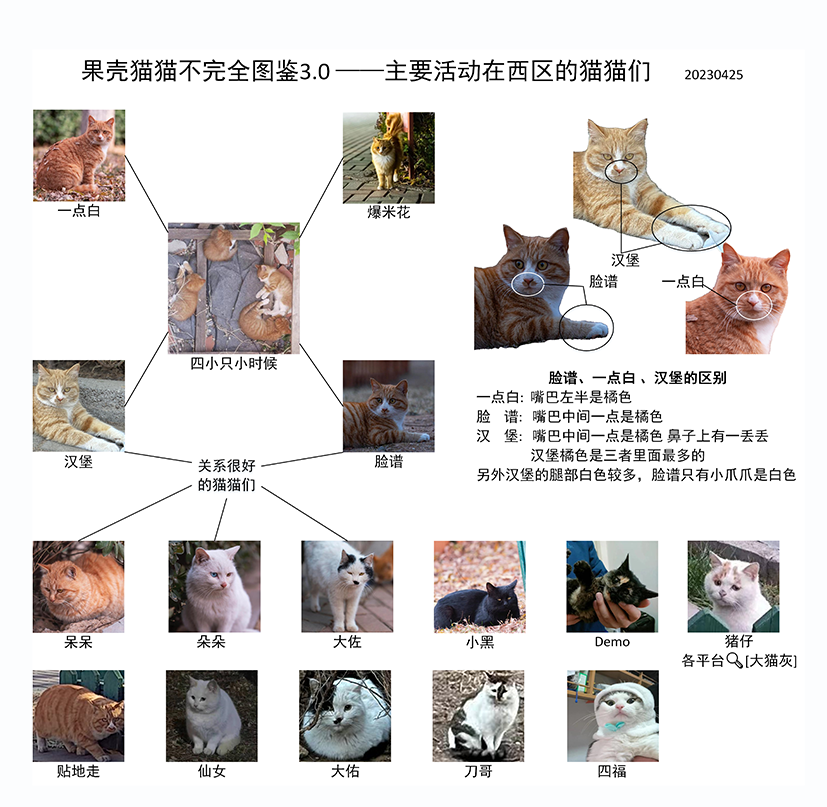 果壳猫猫不完全图鉴3.0 ——主要活动在西区的猫猫们 20230425
一点白
爆米花
四小只小时候
汉堡
脸谱
关系很好
的猫猫们
汉堡
脸谱
一点白
脸谱、一点白 、汉堡的区别
一点白: 嘴巴左半是橘色
脸 谱: 嘴巴中间一点是橘色
汉 堡: 嘴巴中间一点是橘色 鼻子上有一丢丢
汉堡橘色是三者里面最多的
另外汉堡的腿部白色较多，脸谱只有小爪爪是白色
呆呆
朵朵
大佐
小黑
Demo
猪仔
各平台🔍[大猫灰]
贴地走
仙女
大佑
刀哥
四福